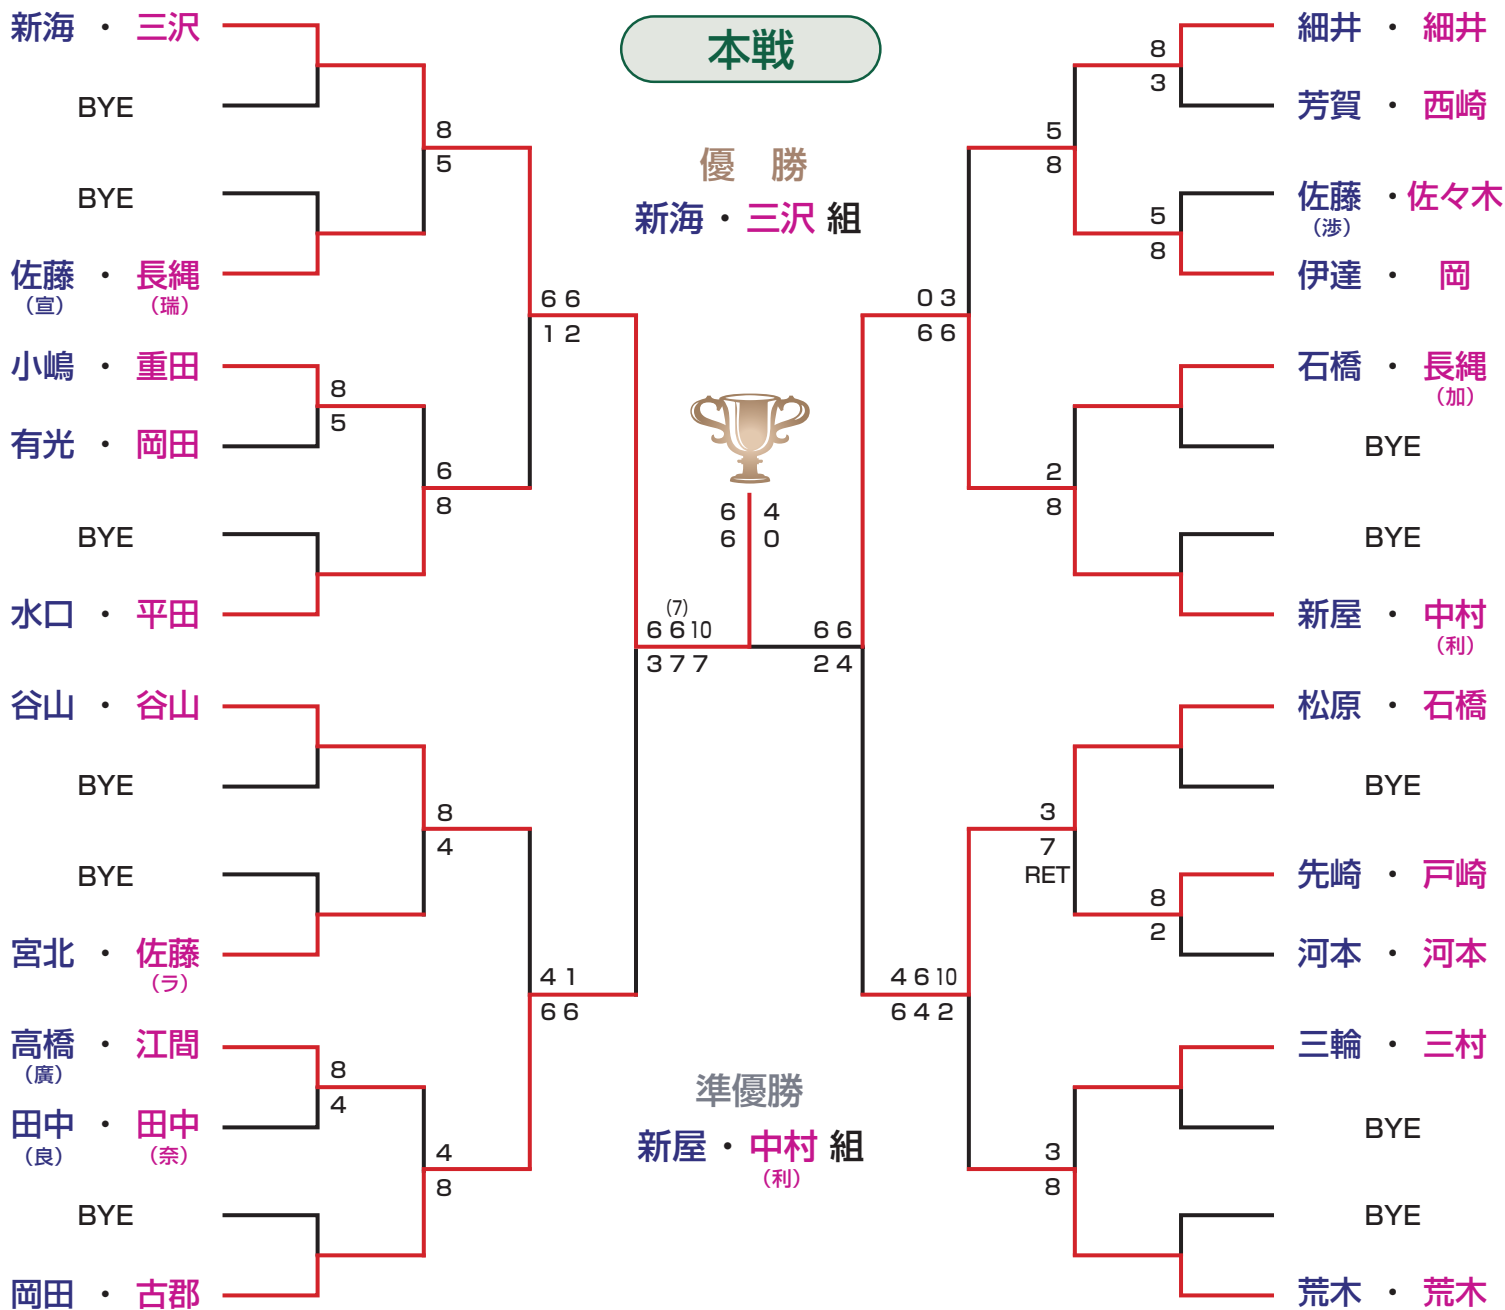 本戦
優　勝
新海 ・ 三沢 組
新海 ・ 三沢
BYE
8
5
BYE
佐藤 ・ 長縄
（宣） （瑞）
6 6
1 2
小嶋 ・ 重田
8
5
有光 ・ 岡田
6
8
BYE
水口 ・ 平田
(7)
6 6 10
3 7 7
谷山 ・ 谷山
BYE
8
4
BYE
宮北 ・ 佐藤
（ラ）
4 1
6 6
高橋 ・ 江間
（廣）
8
4
田中 ・ 田中
（良） （奈）
4
8
BYE
岡田 ・ 古郡
6 4
6 0
細井 ・ 細井
8
3
芳賀 ・ 西崎
5
8
佐藤 ・ 佐々木
（渉）
5
8
伊達 ・ 岡
0 3
6 6
石橋 ・ 長縄
（加）
BYE
2
8
BYE
新屋 ・ 中村
（利）
6 6
2 4
松原 ・ 石橋
BYE
3
7
RET
先崎 ・ 戸崎
8
2
河本 ・ 河本
4 6 10
6 4 2
三輪 ・ 三村
BYE
3
8
BYE
荒木 ・ 荒木
準優勝
新屋 ・ 中村 組
（利）